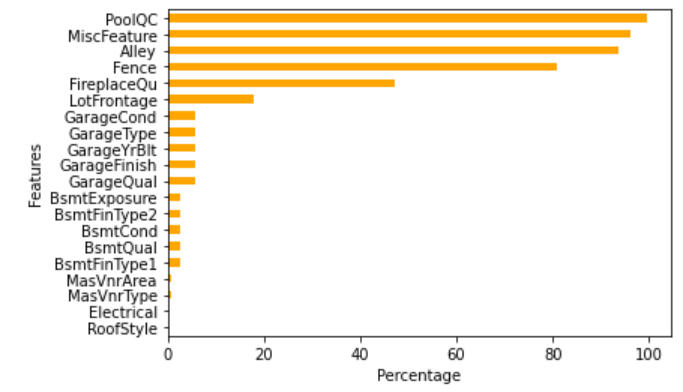 PoolQC
MiscFeature
Alley
Fence
FireplaceQu
LotFrontage
GarageCond
GarageType
GarageYrBlt
GarageFinish
GarageQual
BsmtExposure
BsmtFinType2
BsmtCond
BsmtQual
BsmtFinType1
MasVnrArea
MasVnrType
Electrical
RoofStyle
Features
0 20 40 60 80 100
Percentage